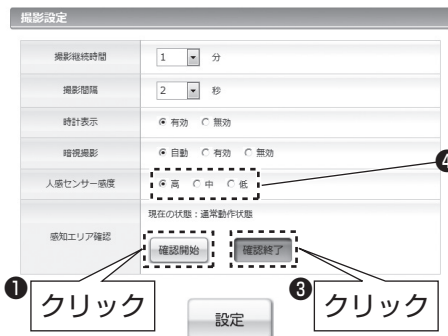 撮影設定
撮影継続時間 1 分
撮影間隔 2 秒
時計表示 有効 無効
暗視撮影 自動 有効 無効
人感センサー感度 高 中 低
❹
感知エリア確認
現在の状態：通常動作状態
確認開始 確認終了
❶ クリック
❸ クリック
設定